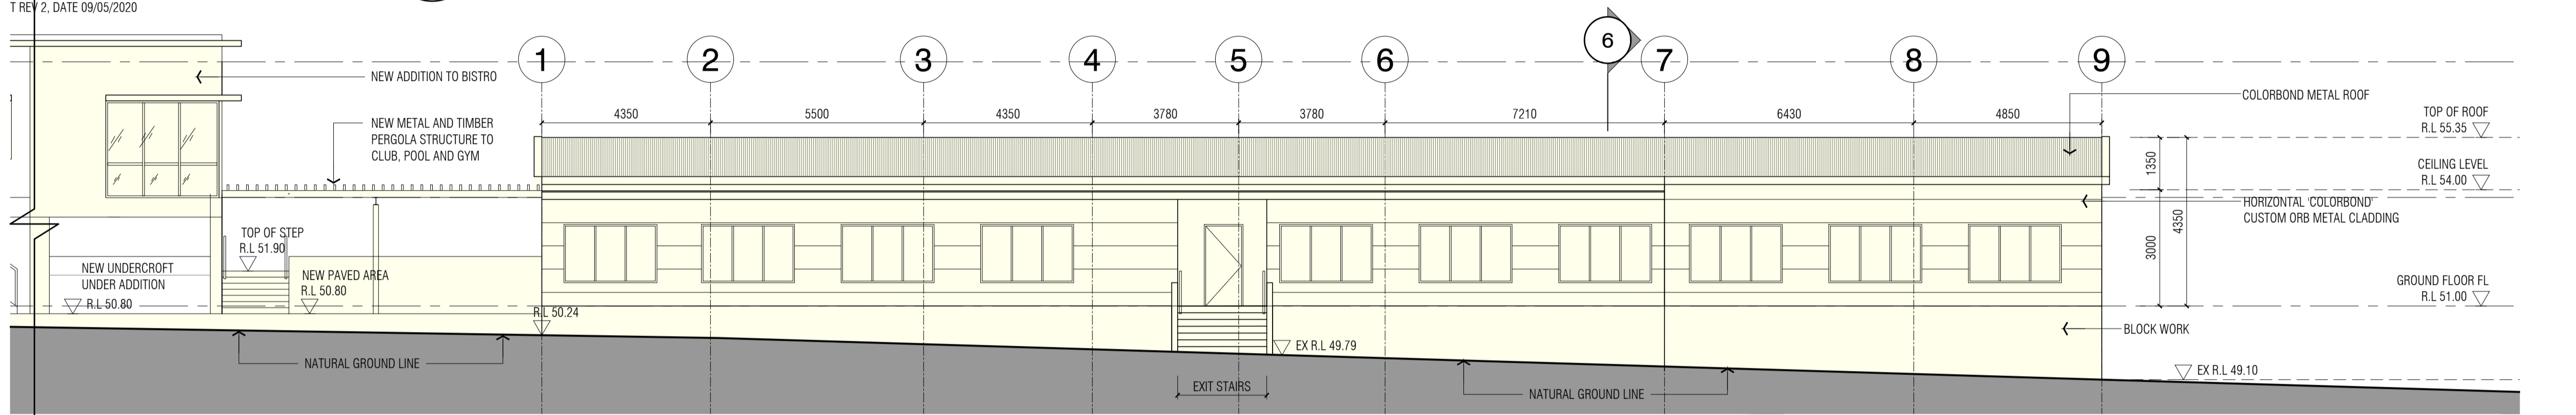 T REV 2, DATE 09/05/2020
1
2
3
4
5
6
6
7
8
9
NEW ADDITION TO BISTRO
COLORBOND METAL ROOF
4350
5500
4350
3780
3780
7210
6430
4850
TOP OF ROOF
R.L 55.35
NEW METAL AND TIMBER
PERGOLA STRUCTURE TO
CLUB, POOL AND GYM
1350
CEILING LEVEL
R.L 54.00
HORIZONTAL 'COLORBOND'
CUSTOM ORB METAL CLADDING
4350
3000
TOP OF STEP
R.L 51.90
NEW UNDERCROFT
UNDER ADDITION
R.L 50.80
NEW PAVED AREA
R.L 50.80
GROUND FLOOR FL
R.L 51.00
R.L 50.24
BLOCK WORK
EX R.L 49.79
NATURAL GROUND LINE
EX R.L 49.10
EXIT STAIRS
NATURAL GROUND LINE